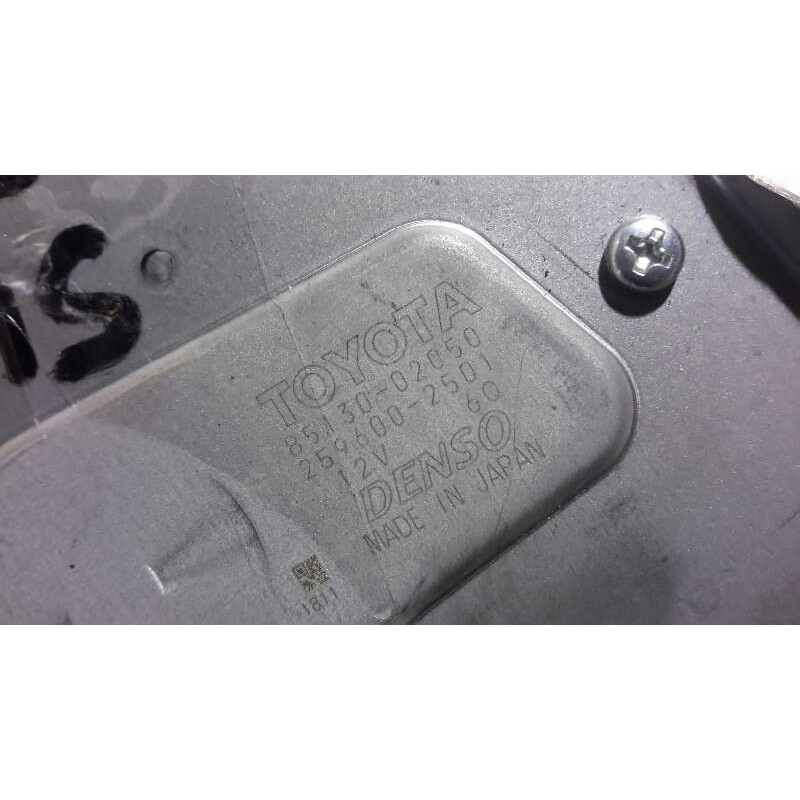 TOYOTA
85130-02050
259600-2501
12V 6Q
DENSO
MADE IN JAPAN
1811